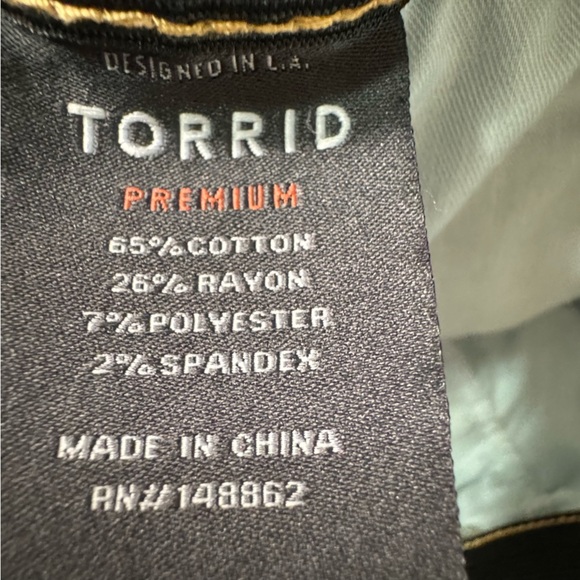 DESIGNED IN L.A.
TORRID
PREMIUM
65% COTTON
26% RAYON
7% POLYESTER
2% SPANDEX
MADE IN CHINA
RN#148862